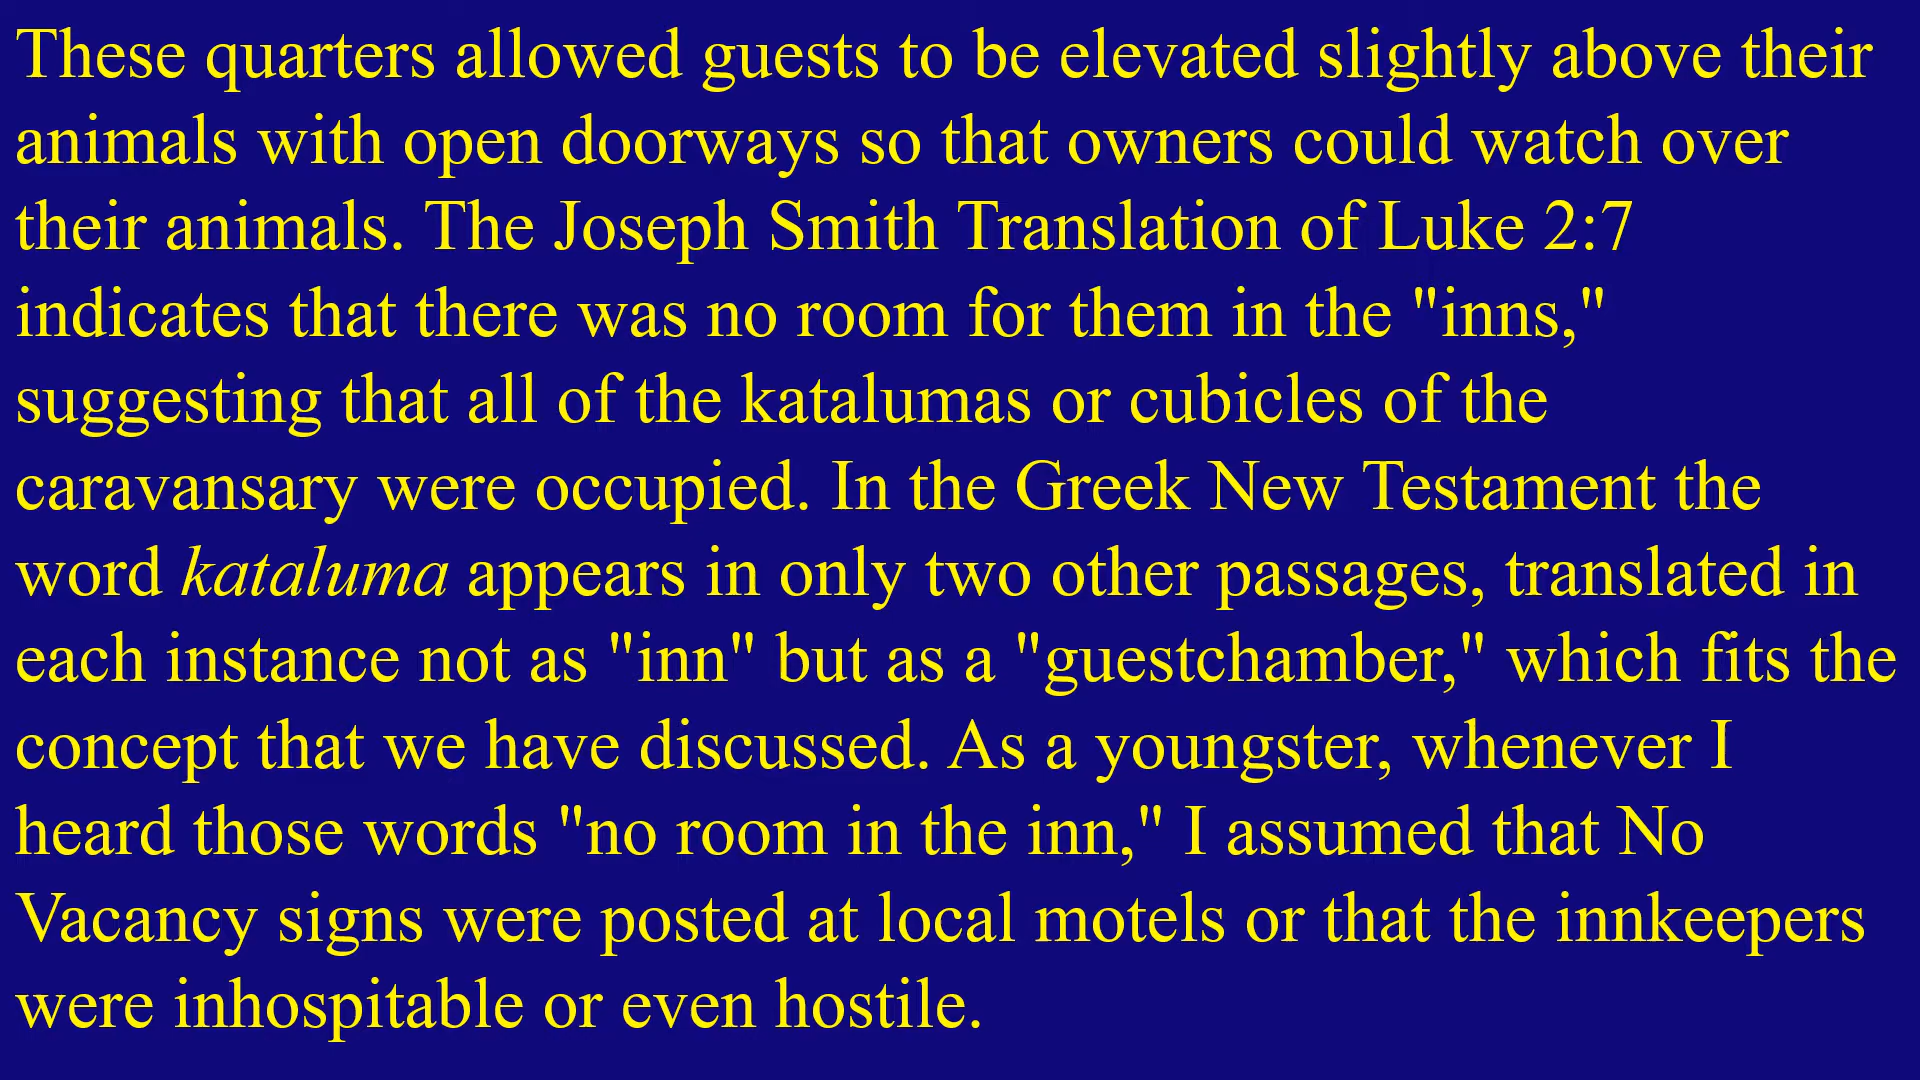 These quarters allowed guests to be elevated slightly above their
animals with open doorways so that owners could watch over
their animals. The Joseph Smith Translation of Luke 2:7
indicates that there was no room for them in the "inns,"
suggesting that all of the katalumas or cubicles of the
caravansary were occupied. In the Greek New Testament the
word kataluma appears in only two other passages, translated in
each instance not as "inn" but as a "guestchamber," which fits the
concept that we have discussed. As a youngster, whenever I
heard those words "no room in the inn," I assumed that No
Vacancy signs were posted at local motels or that the innkeepers
were inhospitable or even hostile.